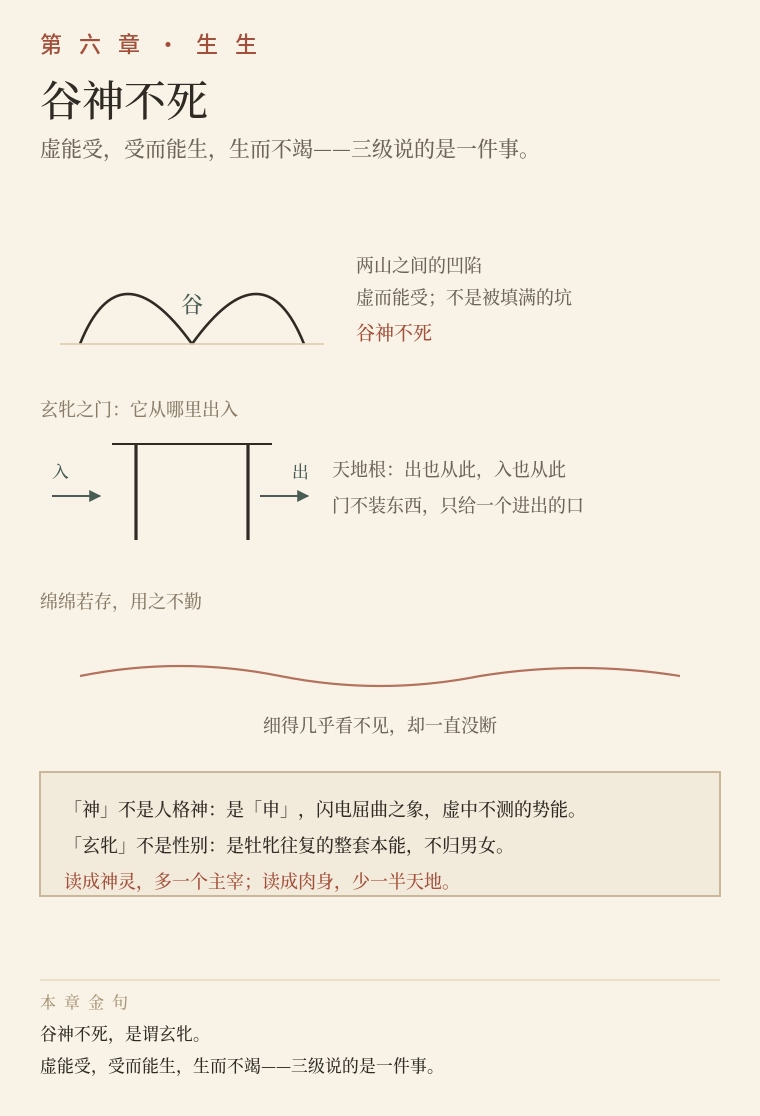 第六章·生生
谷神不死
虚能受，受而能生，生而不竭——三级说的是一件事。
谷
两山之间的凹陷
虚而能受；不是被填满的坑
谷神不死
玄牝之门：它从哪里出入
入
出
天地根：出也从此，入也从此
门不装东西，只给一个进出的口
绵绵若存，用之不勤
细得几乎看不见，却一直没断
「神」不是人格神：是「申」，闪电屈曲之象，虚中不测的势能。
「玄牝」不是性别：是牡牝往复的整套本能，不归男女。
读成神灵，多一个主宰；读成肉身，少一半天地。
本章金句
谷神不死，是谓玄牝。
虚能受，受而能生，生而不竭——三级说的是一件事。